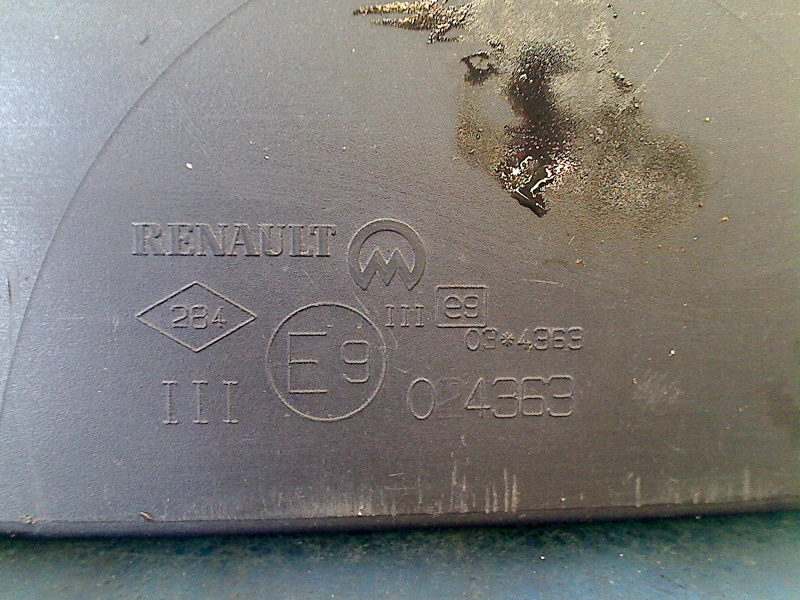 RENAULT M
284 III e9
03*4363
III E9 024363